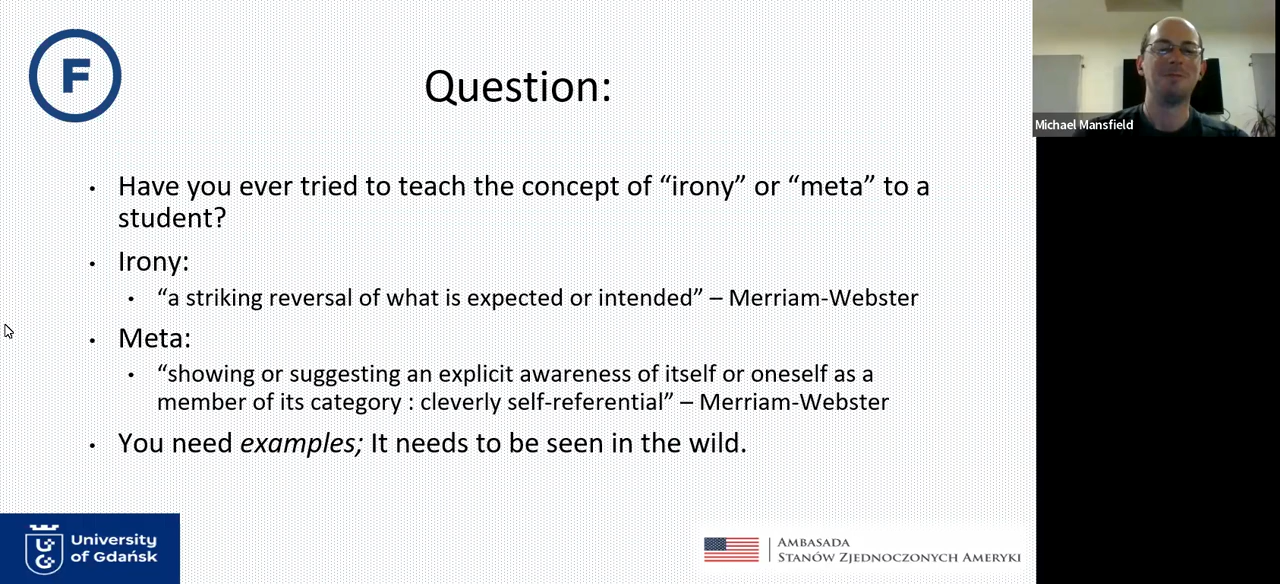 F
Question:
Michael Mansfield
• Have you ever tried to teach the concept of “irony” or “meta” to a
student?
• Irony:
• “a striking reversal of what is expected or intended” – Merriam-Webster
• Meta:
• “showing or suggesting an explicit awareness of itself or oneself as a
member of its category : cleverly self-referential” – Merriam-Webster
• You need examples; It needs to be seen in the wild.
UG
University
of Gdańsk
AMBASADA
STANÓW ZJEDNOCZONYCH AMERYKI